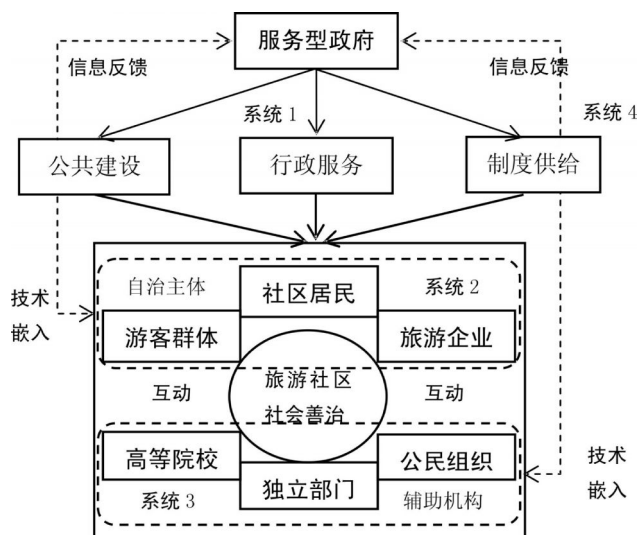 服务型政府
信息反馈
信息反馈
系统 1
系统 4
公共建设
行政服务
制度供给
自治主体
社区居民
系统 2
技术
嵌入
游客群体
旅游企业
互动
旅游社区
社会善治
互动
高等院校
公民组织
系统 3
独立部门
辅助机构
技术
嵌入